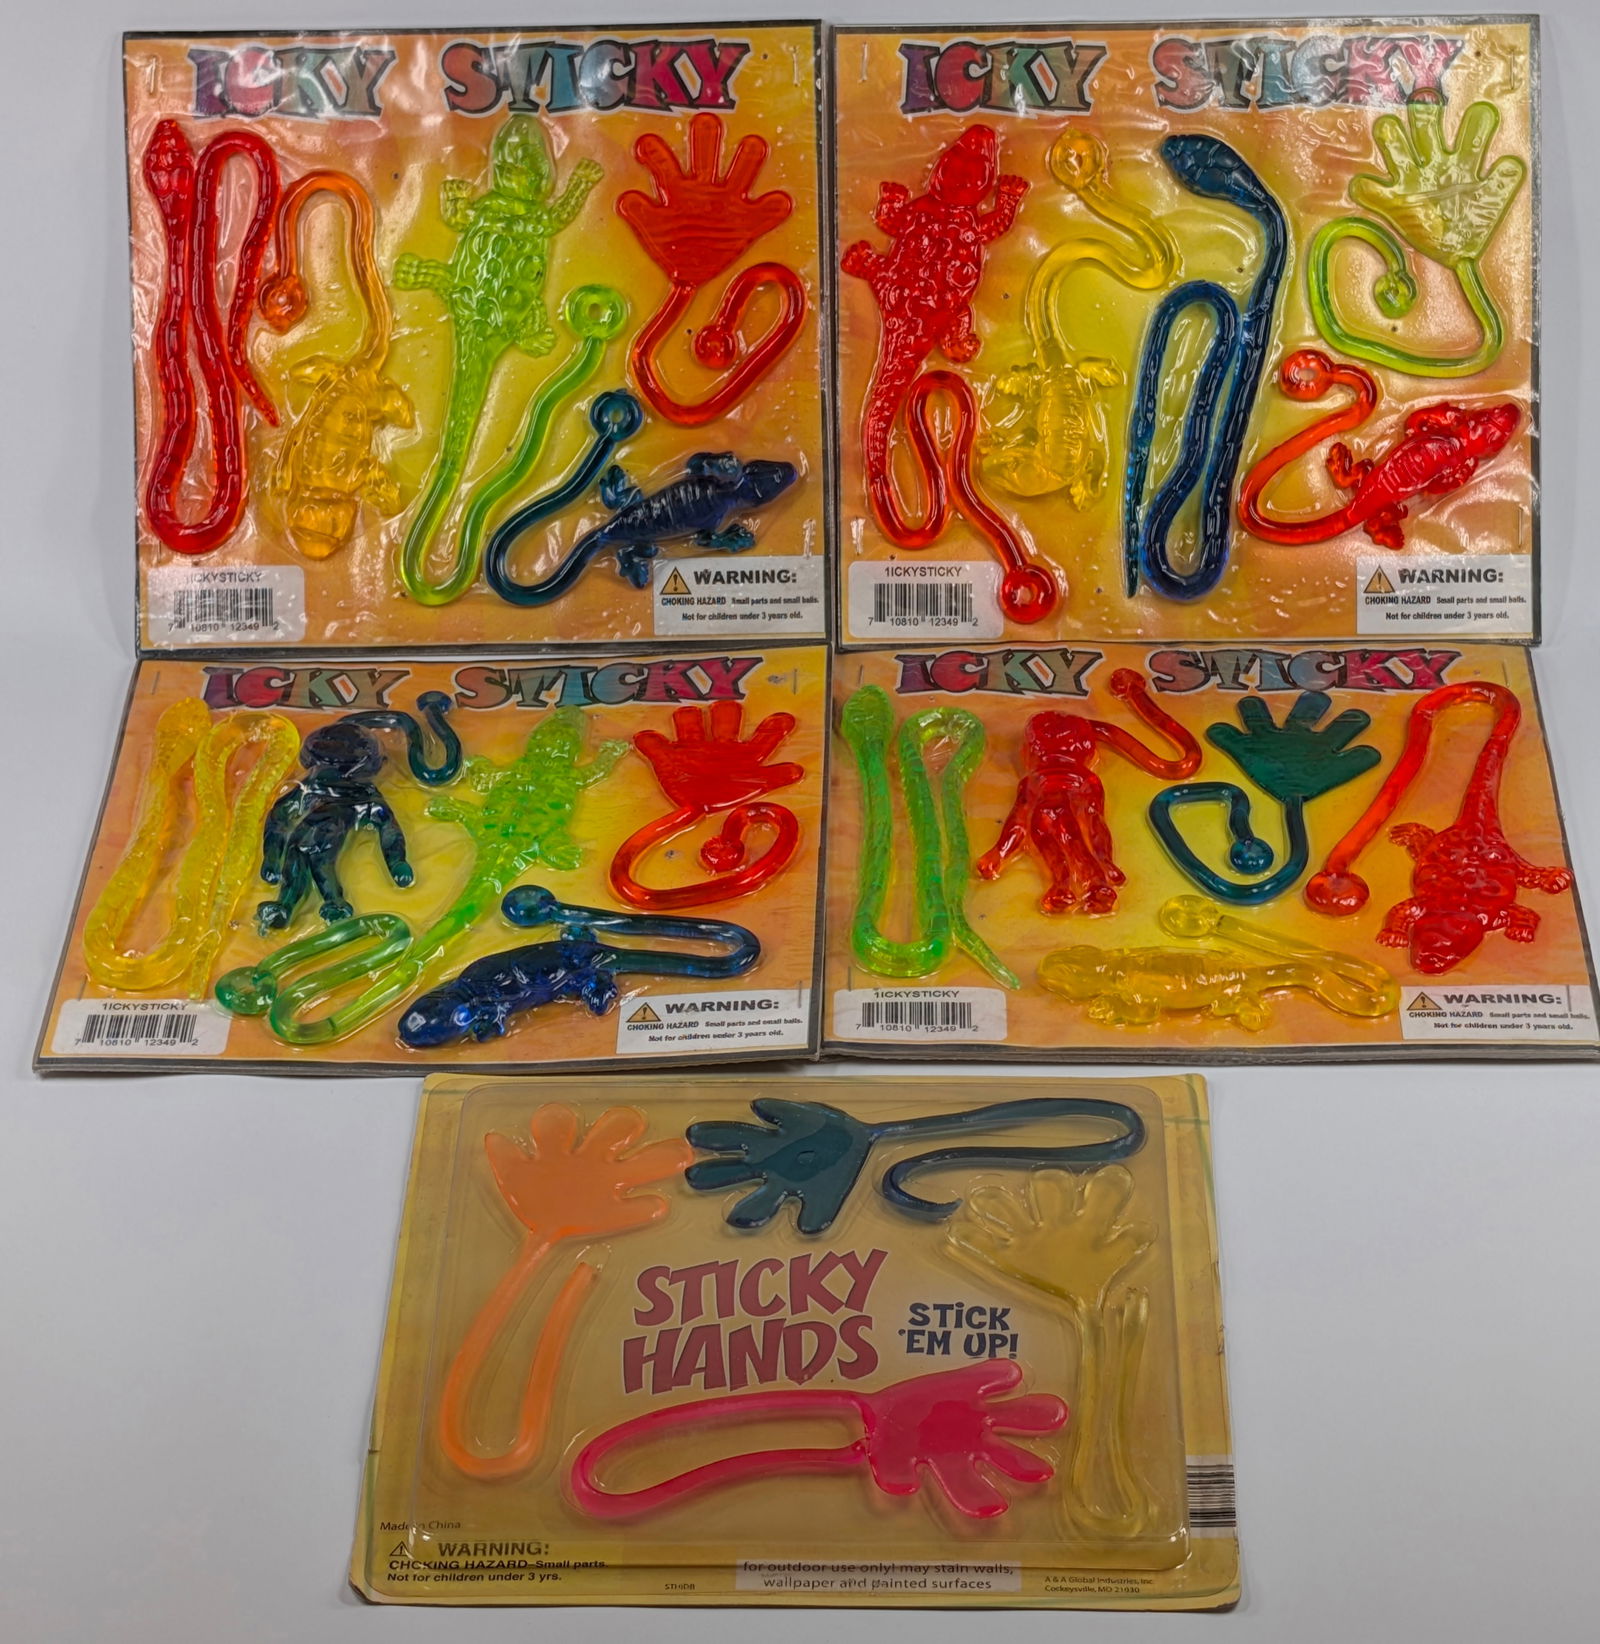 ICKY STICKY
1ICKYSTICKY
7 10810 12349 2
WARNING:
CHOKING HAZARD Small parts and small balls.
Not for children under 3 years old.
ICKY STICKY
1ICKYSTICKY
7 10810 12349 2
WARNING:
CHOKING HAZARD Small parts and small balls.
Not for children under 3 years old.
ICKY STICKY
1ICKYSTICKY
7 10810 12349 2
WARNING:
CHOKING HAZARD Small parts and small balls.
Not for children under 3 years old.
ICKY STICKY
1ICKYSTICKY
7 10810 12349 2
WARNING:
CHOKING HAZARD Small parts and small balls.
Not for children under 3 years old.
STICKY
HANDS
STICK
'EM UP!
Made in China
WARNING:
CHOKING HAZARD-Small parts.
Not for children under 3 yrs.
for outdoor use only! may stain walls,
wallpaper and painted surfaces
A & A Global Industries, Inc.
Cockeysville, MD 21030